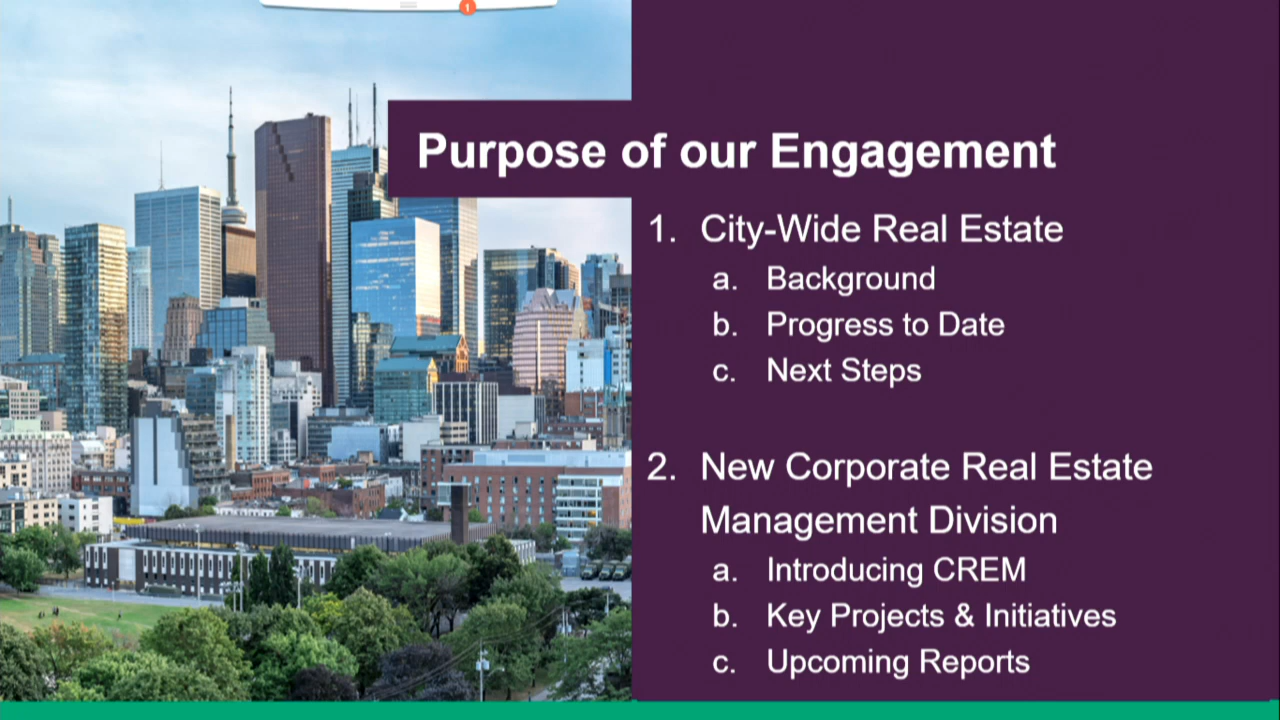 1
Purpose of our Engagement
1. City-Wide Real Estate
a. Background
b. Progress to Date
c. Next Steps
2. New Corporate Real Estate
Management Division
a. Introducing CREM
b. Key Projects & Initiatives
c. Upcoming Reports